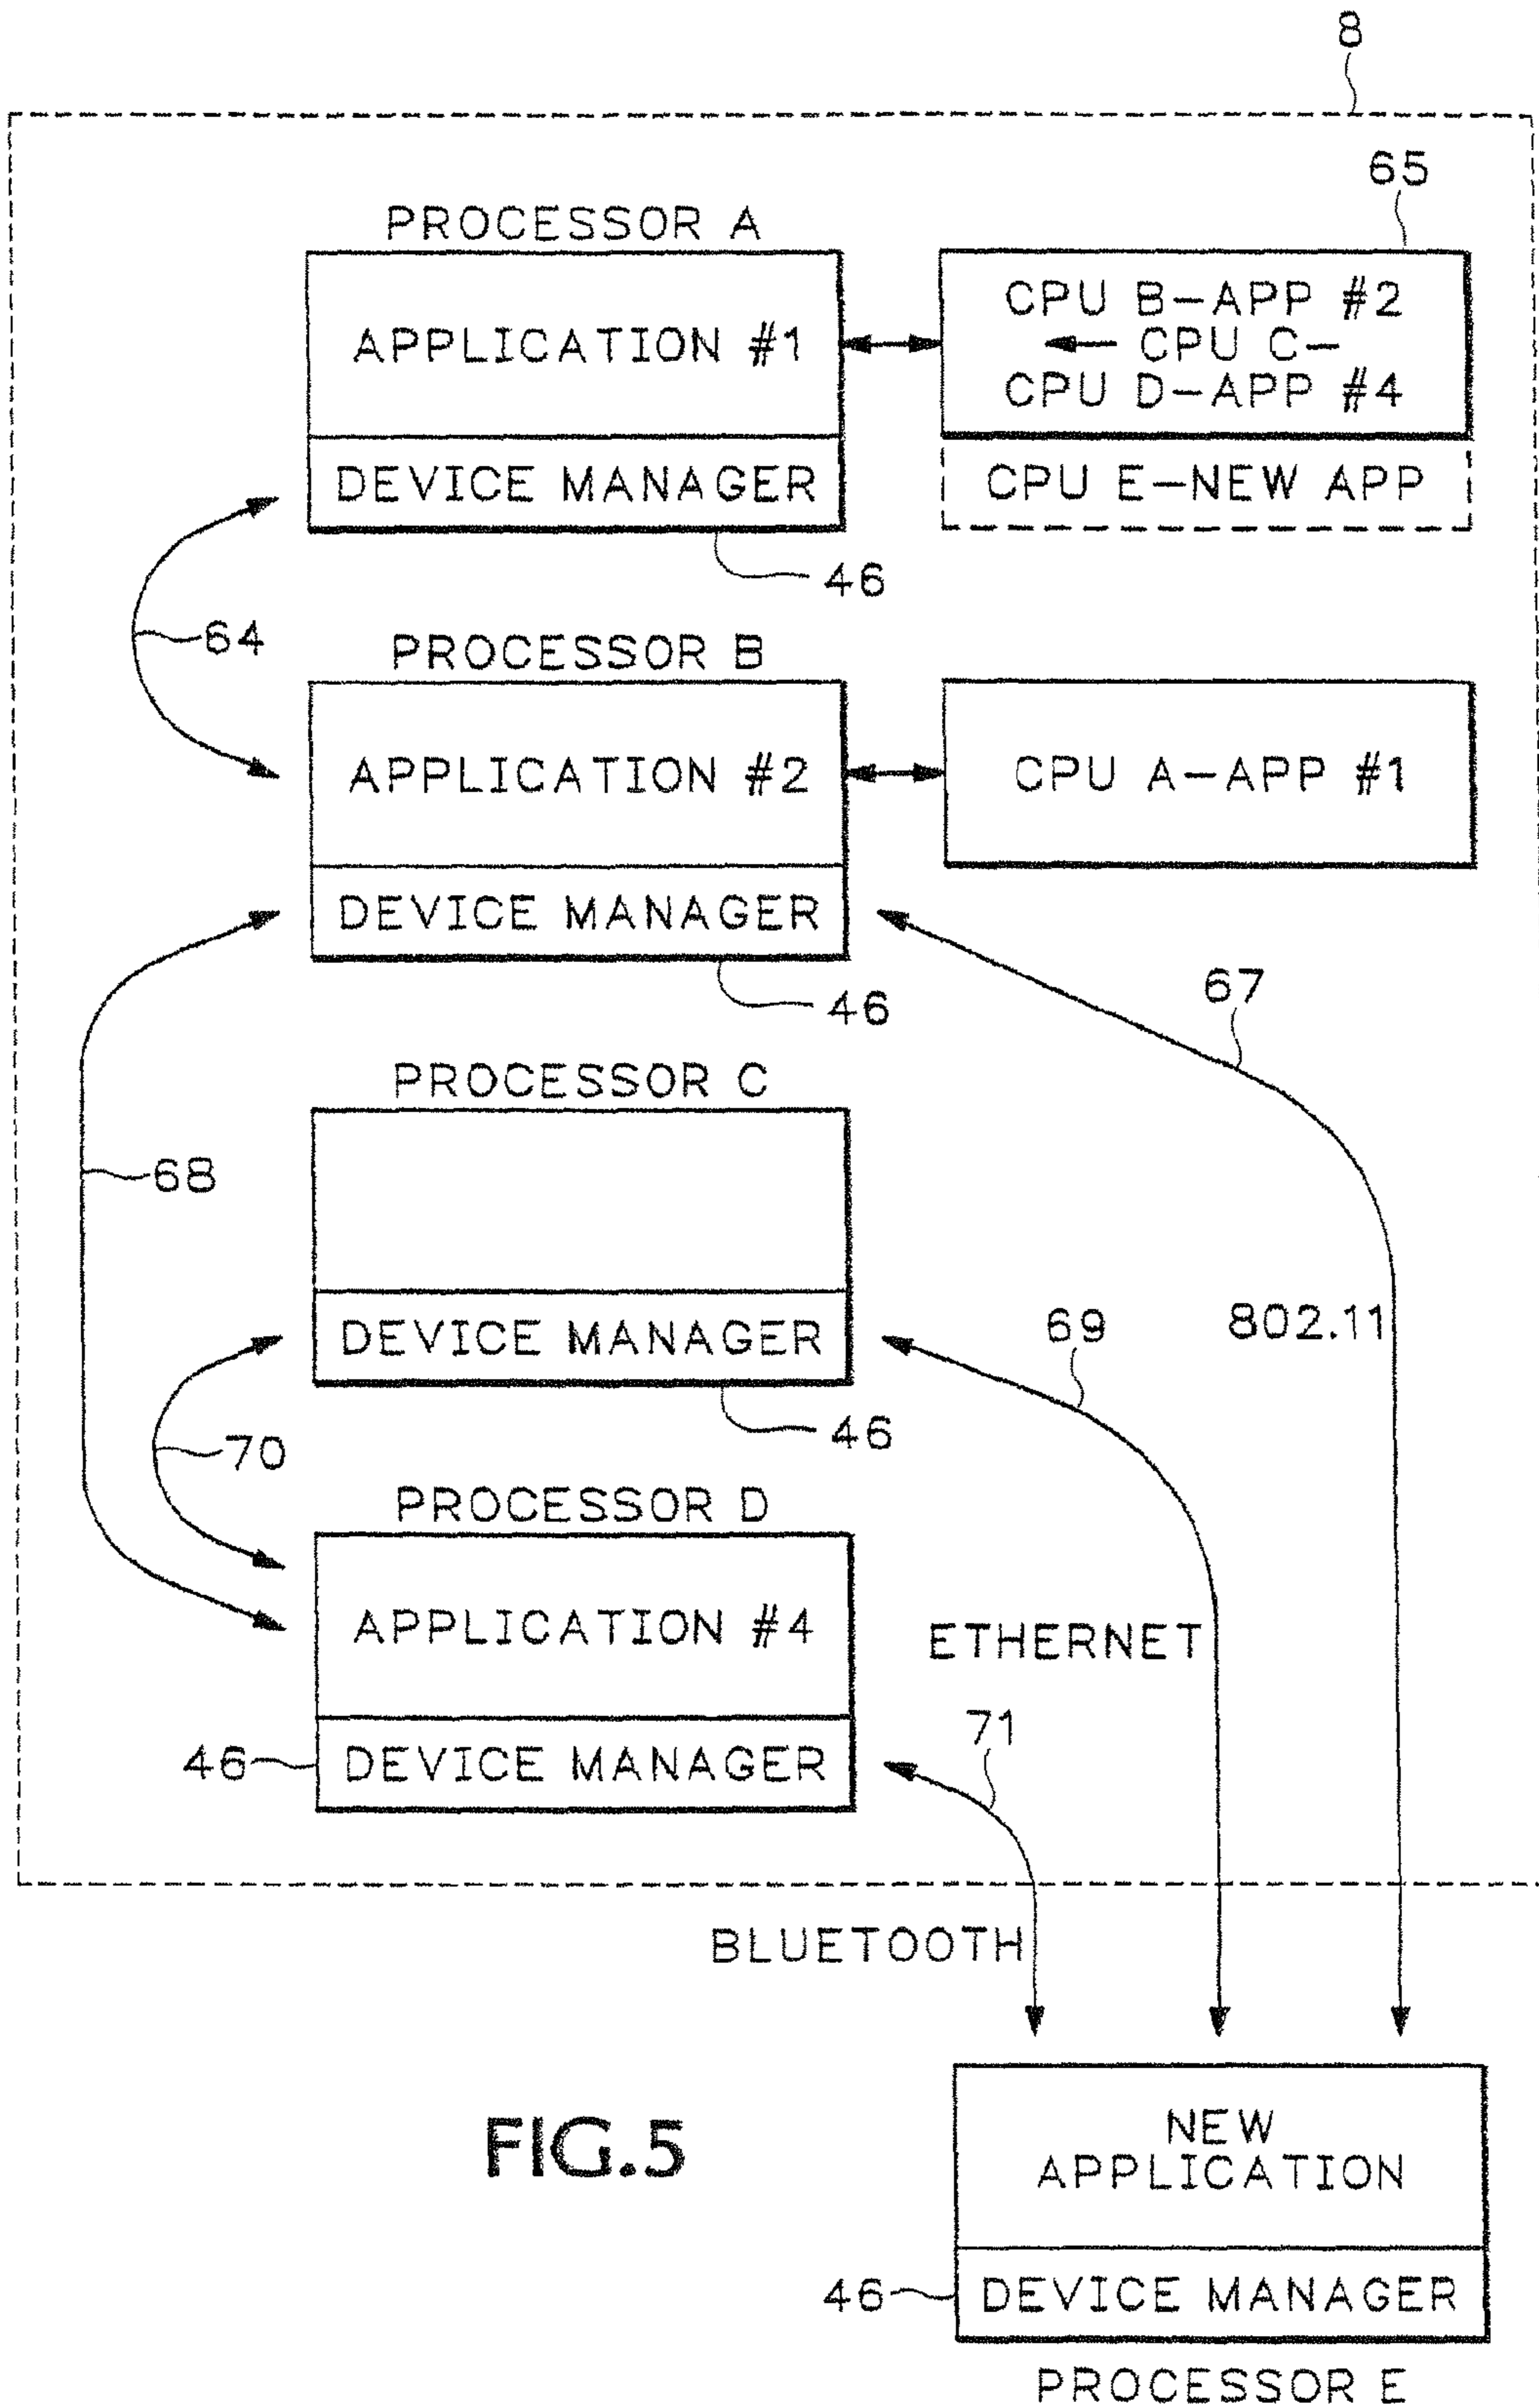 8
65
PROCESSOR A
APPLICATION #1
CPU B-APP #2
CPU C-
CPU D-APP #4
DEVICE MANAGER
CPU E-NEW APP
46
64
PROCESSOR B
APPLICATION #2
CPU A-APP #1
DEVICE MANAGER
46
67
PROCESSOR C
68
DEVICE MANAGER
69
802.11
46
70
PROCESSOR D
APPLICATION #4
ETHERNET
71
46
DEVICE MANAGER
BLUETOOTH
FIG.5
NEW
APPLICATION
46
DEVICE MANAGER
PROCESSOR E